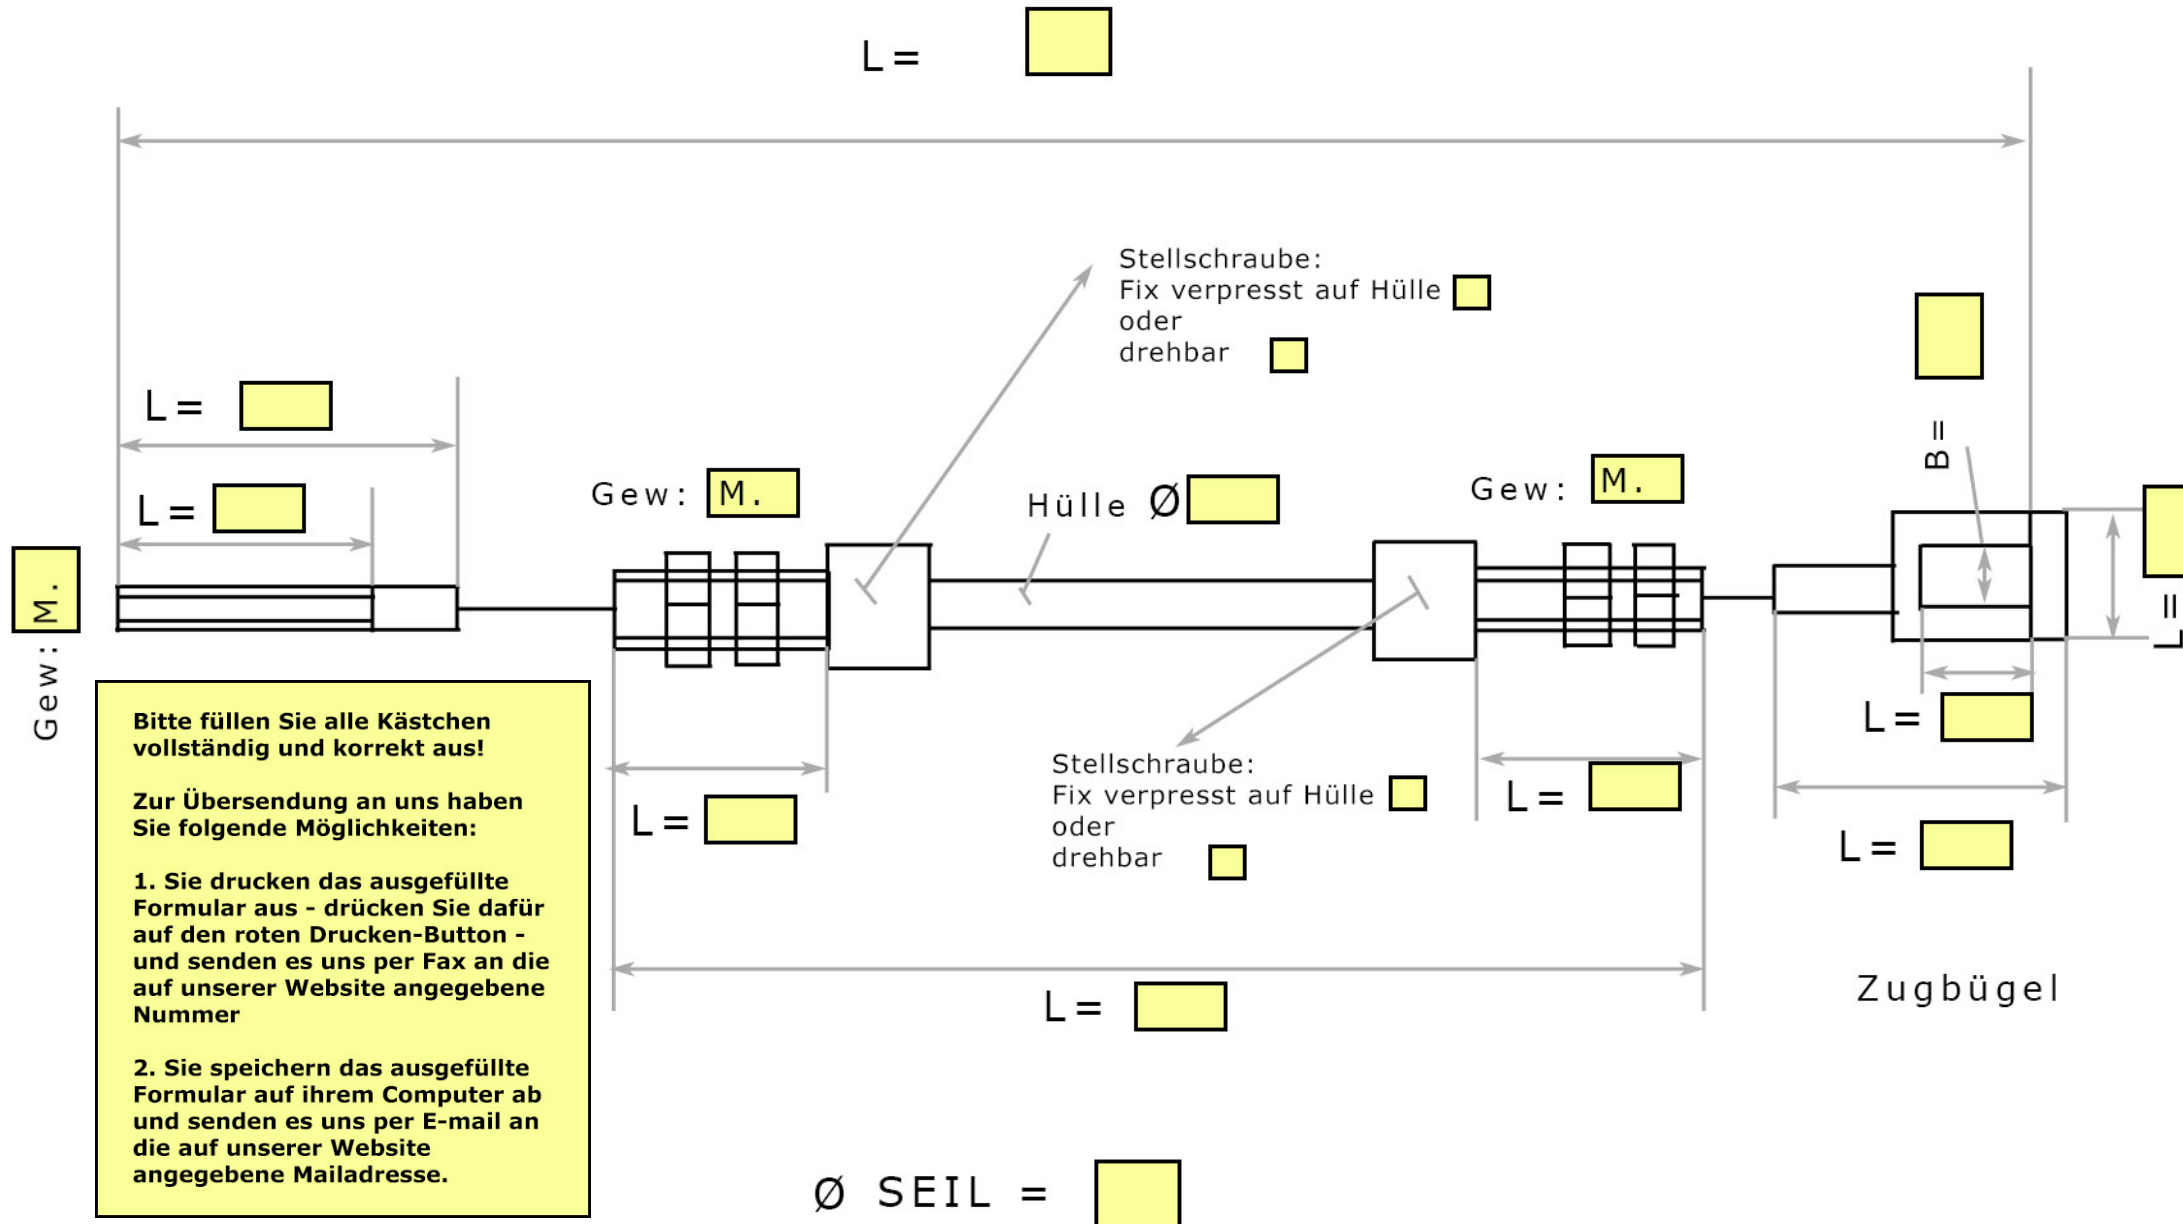 L=
Stellschraube:
Fix verpresst auf Hülle
oder
drehbar
L=
B=
L=
Gew: M.
Hülle Ø
Gew: M.
L=
Gew: M.
L=
L=
L=
L=
Stellschraube:
Fix verpresst auf Hülle
oder
drehbar
L=
Zugbügel
Bitte füllen Sie alle Kästchen
vollständig und korrekt aus!
Zur Übersendung an uns haben
Sie folgende Möglichkeiten:
1. Sie drucken das ausgefüllte
Formular aus - drücken Sie dafür
auf den roten Drucken-Button -
und senden es uns per Fax an die
auf unserer Website angegebene
Nummer
2. Sie speichern das ausgefüllte
Formular auf ihrem Computer ab
und senden es uns per E-mail an
die auf unserer Website
angegebene Mailadresse.
Ø SEIL =